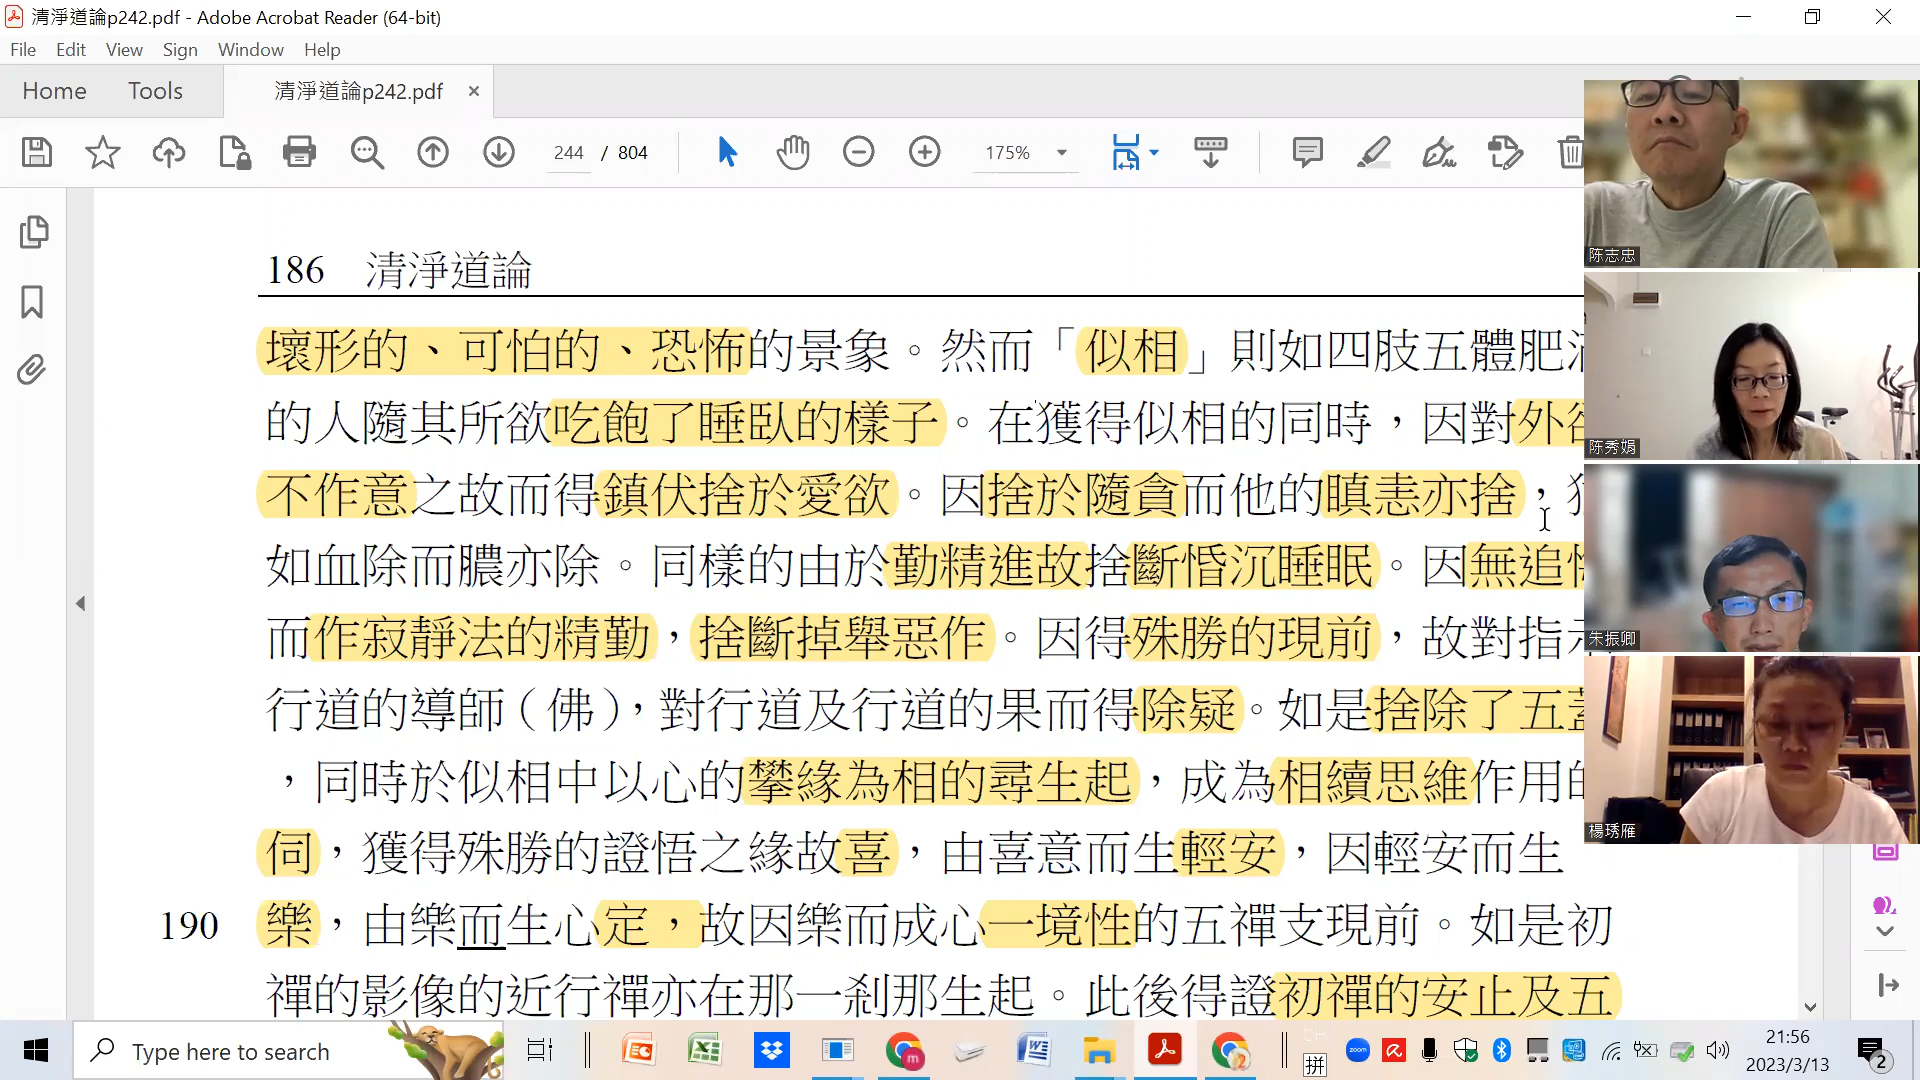 清淨道論p242.pdf - Adobe Acrobat Reader (64-bit)
File Edit View Sign Window Help
Home Tools 清淨道論p242.pdf ×
244 / 804 175%
186 清淨道論
壞形的、可怕的、恐怖的景象。然而「似相」則如四肢五體肥
的人隨其所欲吃飽了睡臥的樣子。在獲得似相的同時，因對外
不作意之故而得鎮伏捨於愛欲。因捨於隨貪而他的瞋恚亦捨，
如血除而膿亦除。同樣的由於勤精進故捨斷惛沉睡眠。因無追
而作寂靜法的精勤，捨斷掉舉惡作。因得殊勝的現前，故對指
行道的導師（佛），對行道及行道的果而得除疑。如是捨除了五
，同時於似相中以心的攀緣為相的尋生起，成為相續思維作用
伺，獲得殊勝的證悟之緣故喜，由喜意而生輕安，因輕安而生
190 樂，由樂而生心定，故因樂而成心一境性的五禪支現前。如是初
禪的影像的近行禪亦在那一剎那生起。此後得證初禪的安止及五
陈志忠
陈秀娟
朱振卿
楊琇雁
Type here to search
zoom
拼
21:56
2023/3/13
2